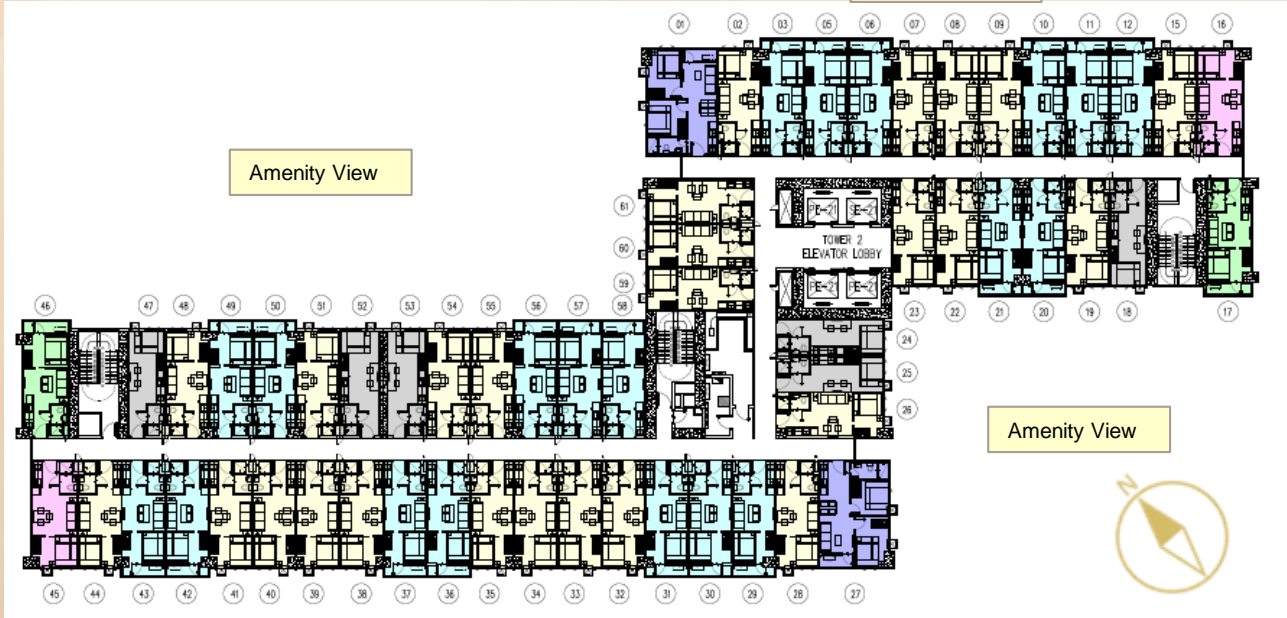 01 02 03 05 06 07 08 09 10 11 12 15 16
Amenity View
61
60
59
PE-21 SE-21
TOWER 2
ELEVATOR LOBBY
PE-21 PE-21
23 22 21 20 19 18 17
46 47 48 49 50 51 52 53 54 55 56 57 58
24
25
26
Amenity View
N
45 44 43 42 41 40 39 38 37 36 35 34 33 32 31 30 29 28 27